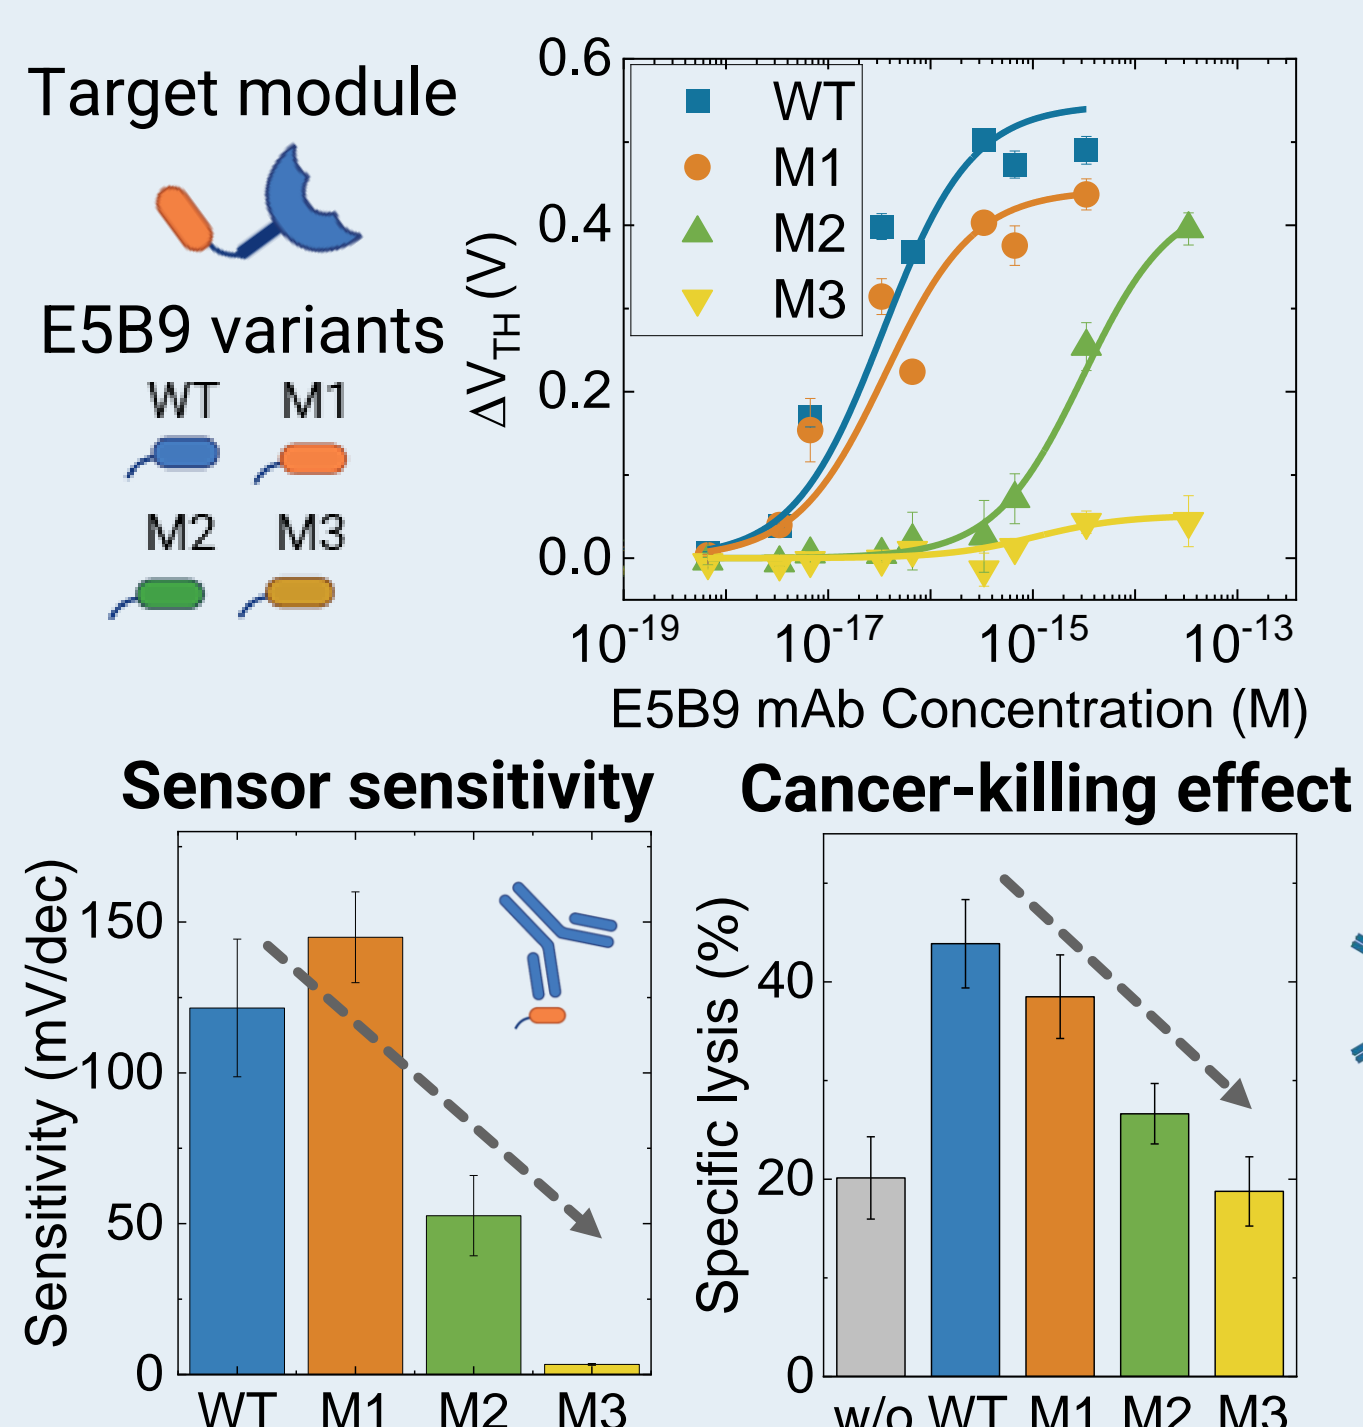 Target module
E5B9 variants
WT M1
M2 M3
0.6
0.4
0.2
0.0
ΔV_TH (V)
WT
M1
M2
M3
10^-19 10^-17 10^-15 10^-13
E5B9 mAb Concentration (M)
Sensor sensitivity
Sensitivity (mV/dec)
150
100
50
0
WT M1 M2 M3
Cancer-killing effect
Specific lysis (%)
40
20
0
w/o WT M1 M2 M3